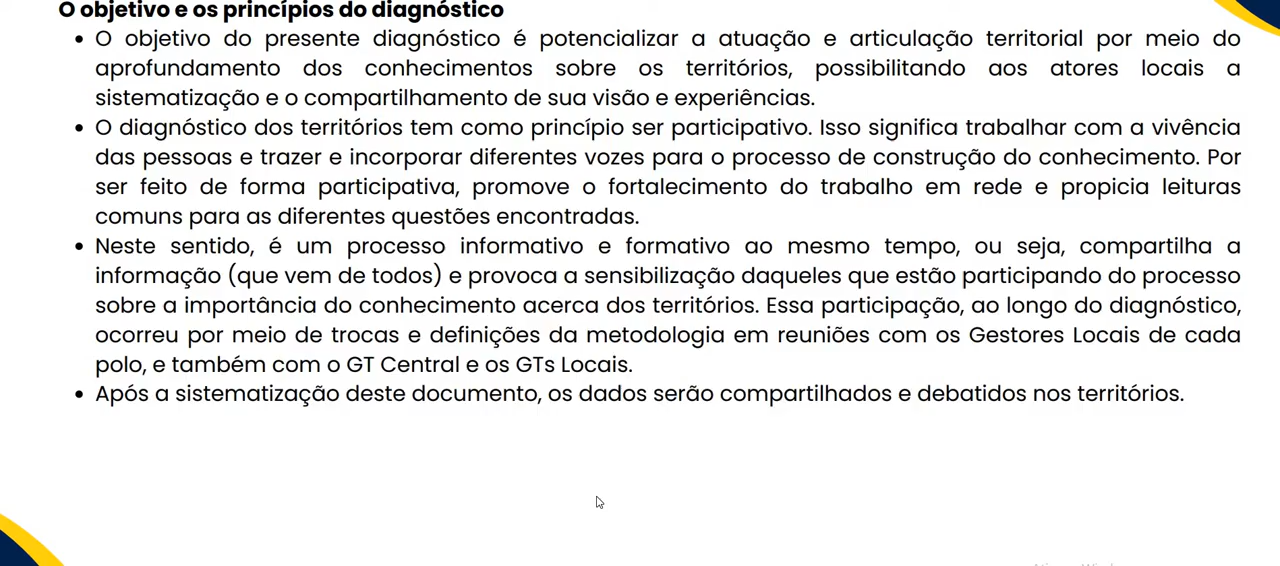 O objetivo e os princípios do diagnóstico
• O objetivo do presente diagnóstico é potencializar a atuação e articulação territorial por meio do
aprofundamento dos conhecimentos sobre os territórios, possibilitando aos atores locais a
sistematização e o compartilhamento de sua visão e experiências.
• O diagnóstico dos territórios tem como princípio ser participativo. Isso significa trabalhar com a vivência
das pessoas e trazer e incorporar diferentes vozes para o processo de construção do conhecimento. Por
ser feito de forma participativa, promove o fortalecimento do trabalho em rede e propicia leituras
comuns para as diferentes questões encontradas.
• Neste sentido, é um processo informativo e formativo ao mesmo tempo, ou seja, compartilha a
informação (que vem de todos) e provoca a sensibilização daqueles que estão participando do processo
sobre a importância do conhecimento acerca dos territórios. Essa participação, ao longo do diagnóstico,
ocorreu por meio de trocas e definições da metodologia em reuniões com os Gestores Locais de cada
polo, e também com o GT Central e os GTs Locais.
• Após a sistematização deste documento, os dados serão compartilhados e debatidos nos territórios.